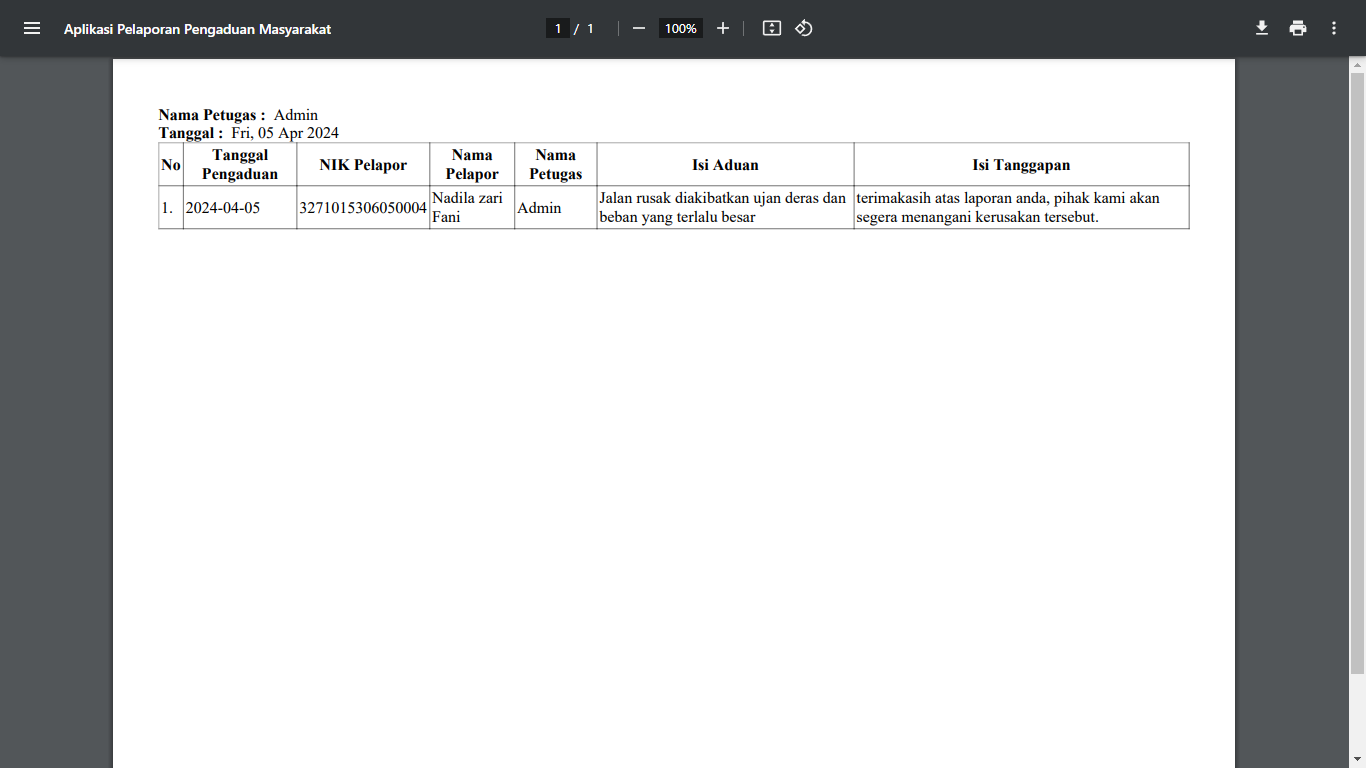 Aplikasi Pelaporan Pengaduan Masyarakat
1 / 1
100%
Nama Petugas : Admin
Tanggal : Fri, 05 Apr 2024
No Tanggal Pengaduan NIK Pelapor Nama Pelapor Nama Petugas Isi Aduan Isi Tanggapan
1. 2024-04-05 3271015306050004 Nadila zari Fani Admin Jalan rusak diakibatkan ujan deras dan beban yang terlalu besar terimakasih atas laporan anda, pihak kami akan segera menangani kerusakan tersebut.